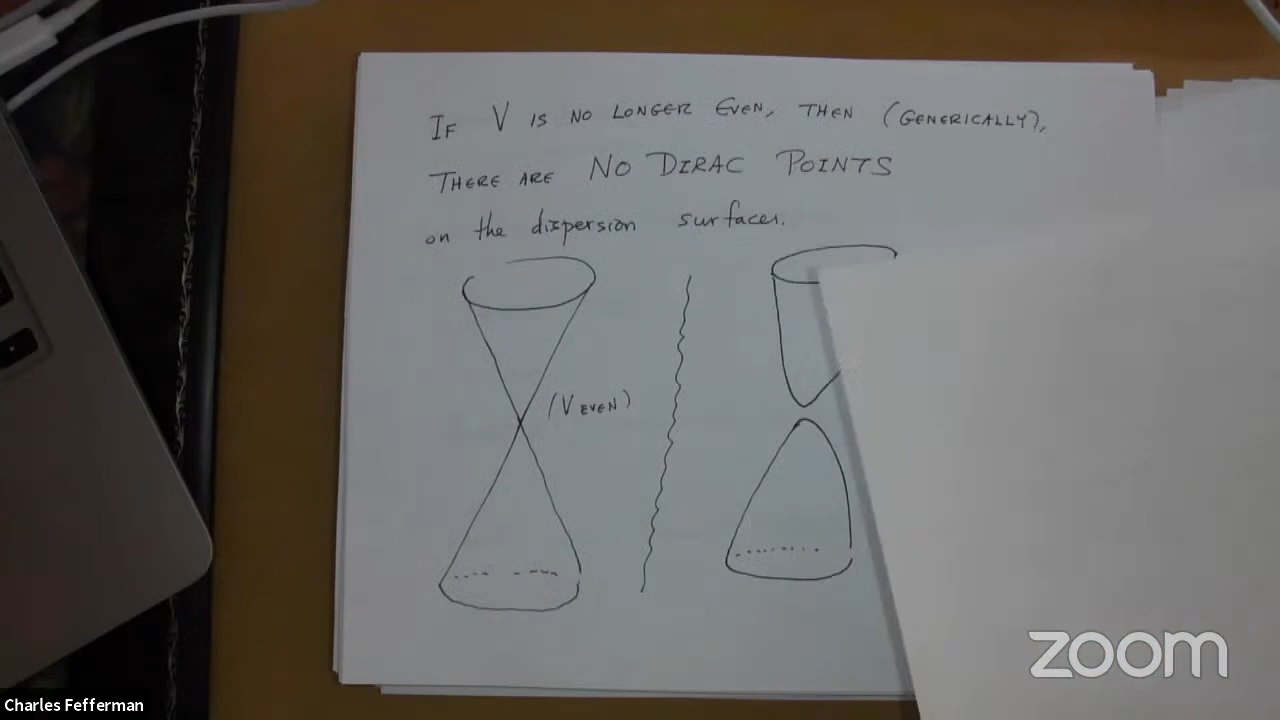 IF V IS NO LONGER EVEN, THEN (GENERICALLY),
THERE ARE NO DIRAC POINTS
on the dispersion surfaces.
(V EVEN)
zoom
Charles Fefferman